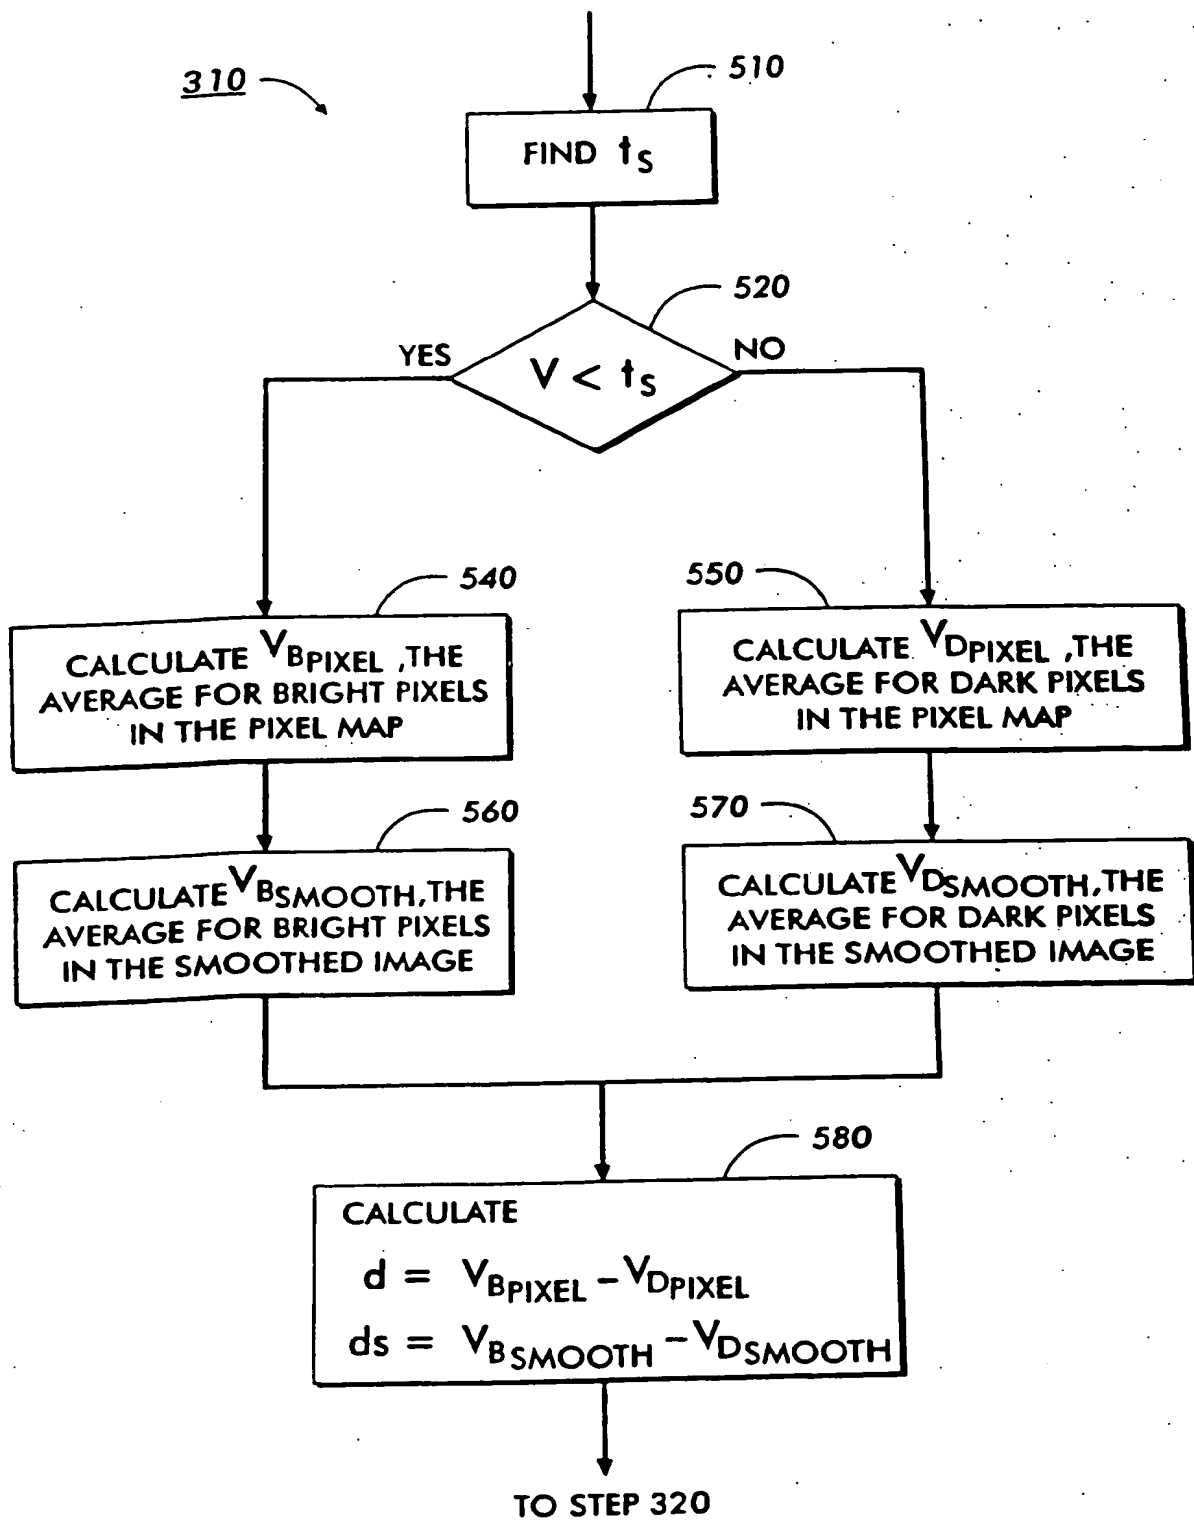 310
510
FIND tS
520
YES
V < tS
NO
540
CALCULATE VBPIXEL ,THE
AVERAGE FOR BRIGHT PIXELS
IN THE PIXEL MAP
550
CALCULATE VDPIXEL ,THE
AVERAGE FOR DARK PIXELS
IN THE PIXEL MAP
560
CALCULATE VBSMOOTH, THE
AVERAGE FOR BRIGHT PIXELS
IN THE SMOOTHED IMAGE
570
CALCULATE VDSMOOTH, THE
AVERAGE FOR DARK PIXELS
IN THE SMOOTHED IMAGE
580
CALCULATE
d = VBPIXEL – VDPIXEL
ds = VBSMOOTH – VDSMOOTH
TO STEP 320